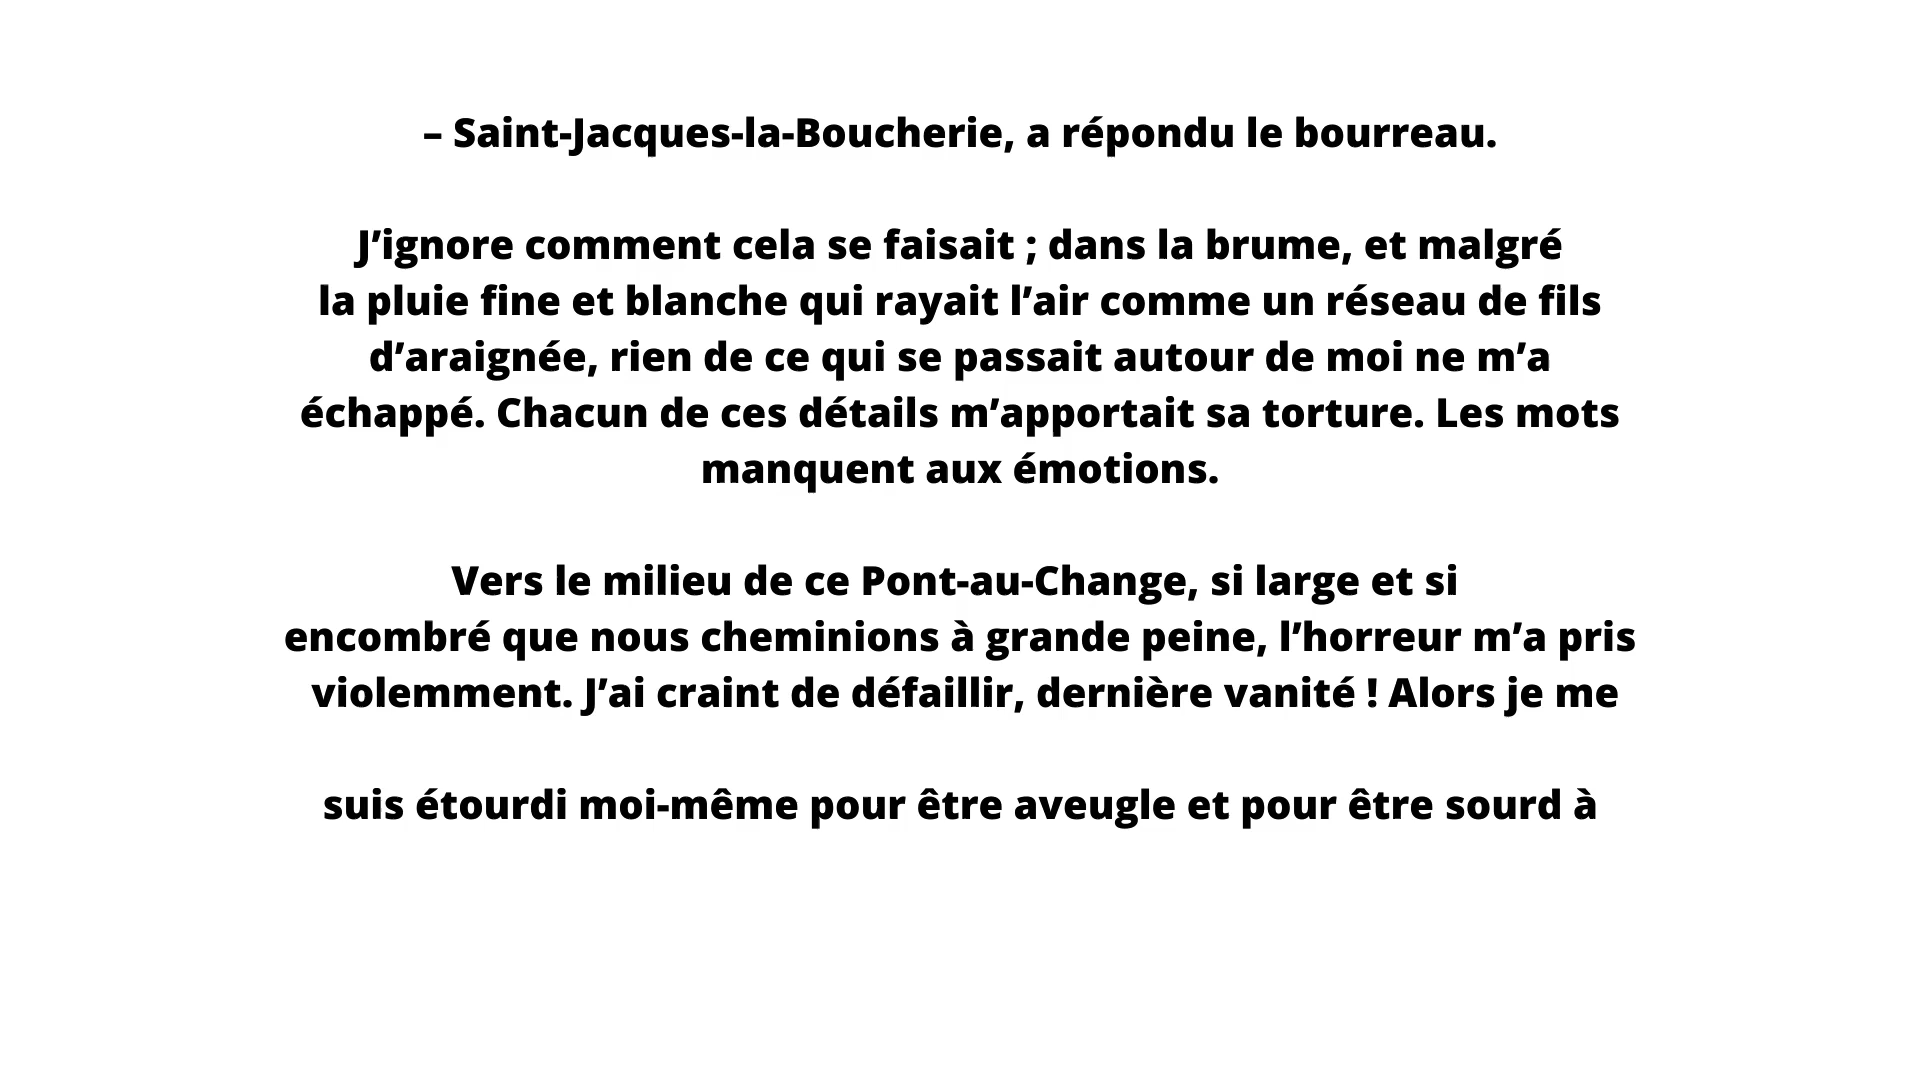 – Saint-Jacques-la-Boucherie, a répondu le bourreau.
J’ignore comment cela se faisait ; dans la brume, et malgré
la pluie fine et blanche qui rayait l’air comme un réseau de fils
d’araignée, rien de ce qui se passait autour de moi ne m’a
échappé. Chacun de ces détails m’apportait sa torture. Les mots
manquent aux émotions.
Vers le milieu de ce Pont-au-Change, si large et si
encombré que nous cheminions à grande peine, l’horreur m’a pris
violemment. J’ai craint de défaillir, dernière vanité ! Alors je me
suis étourdi moi-même pour être aveugle et pour être sourd à